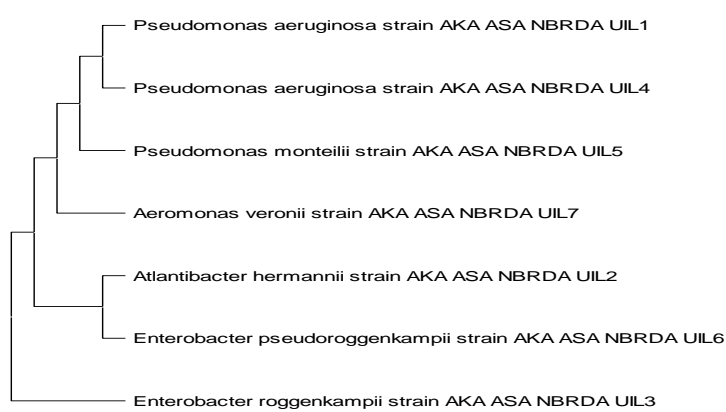 Pseudomonas aeruginosa strain AKA ASA NBRDA UIL1
Pseudomonas aeruginosa strain AKA ASA NBRDA UIL4
Pseudomonas monteilii strain AKA ASA NBRDA UIL5
Aeromonas veronii strain AKA ASA NBRDA UIL7
Atlantibacter hermannii strain AKA ASA NBRDA UIL2
Enterobacter pseudoroggenkampii strain AKA ASA NBRDA UIL6
Enterobacter roggenkampii strain AKA ASA NBRDA UIL3